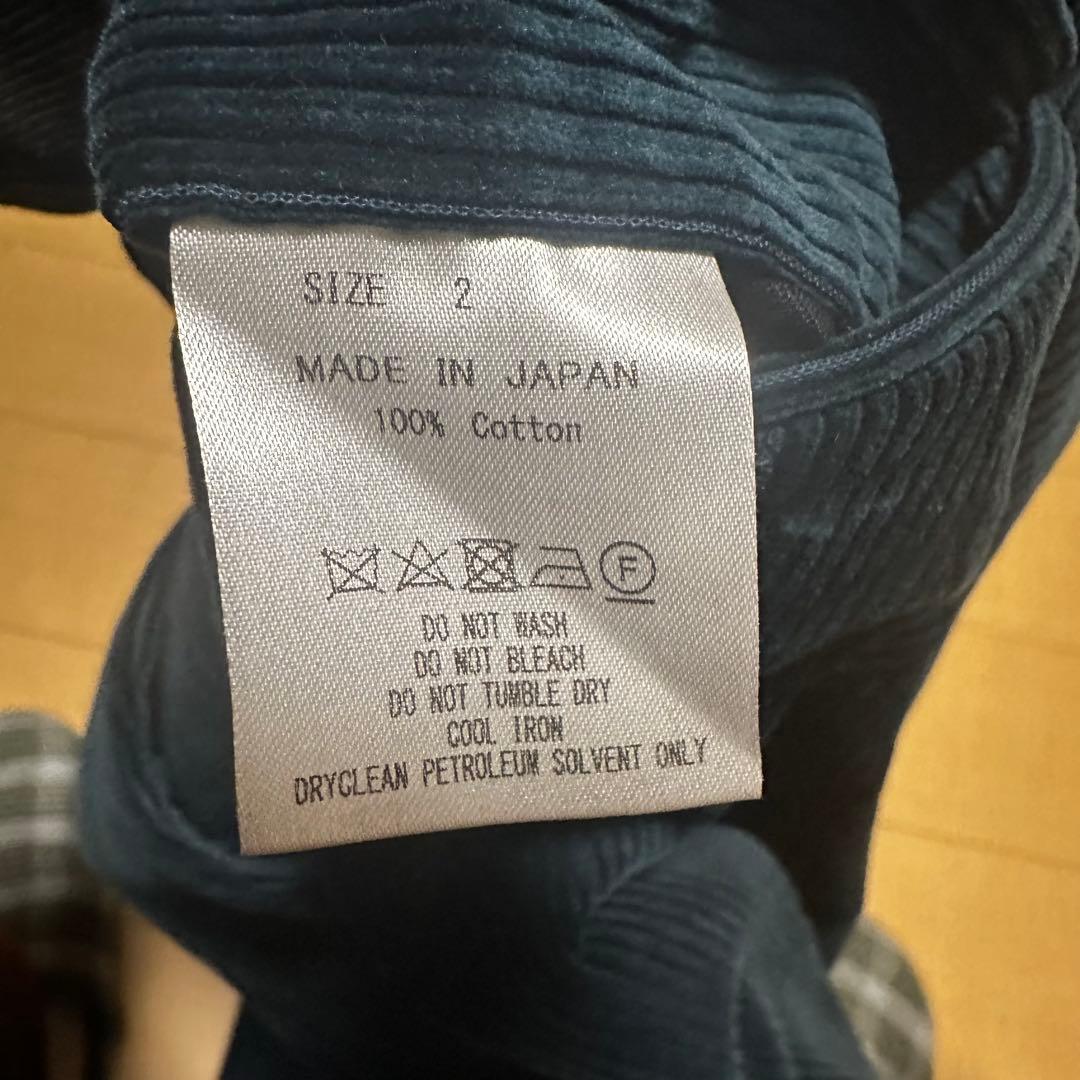 SIZE 2
MADE IN JAPAN
100% Cotton
F
DO NOT WASH
DO NOT BLEACH
DO NOT TUMBLE DRY
COOL IRON
DRYCLEAN PETROLEUM SOLVENT ONLY